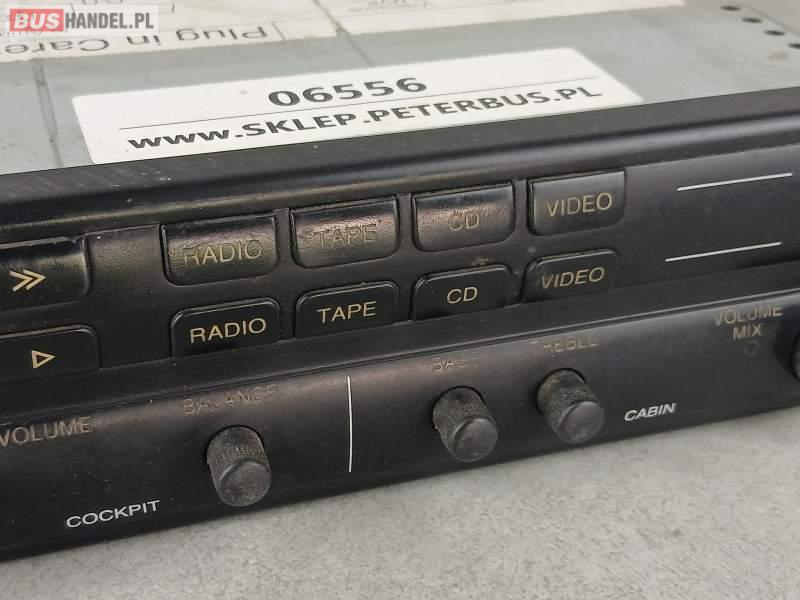 BUSHANDEL.PL
Plug in
06556
WWW.SKLEP.PETERBUS.PL
RADIO TAPE CD VIDEO
RADIO TAPE CD VIDEO
VOLUME BALANCE BASS TREBLE VOLUME MIX
COCKPIT CABIN